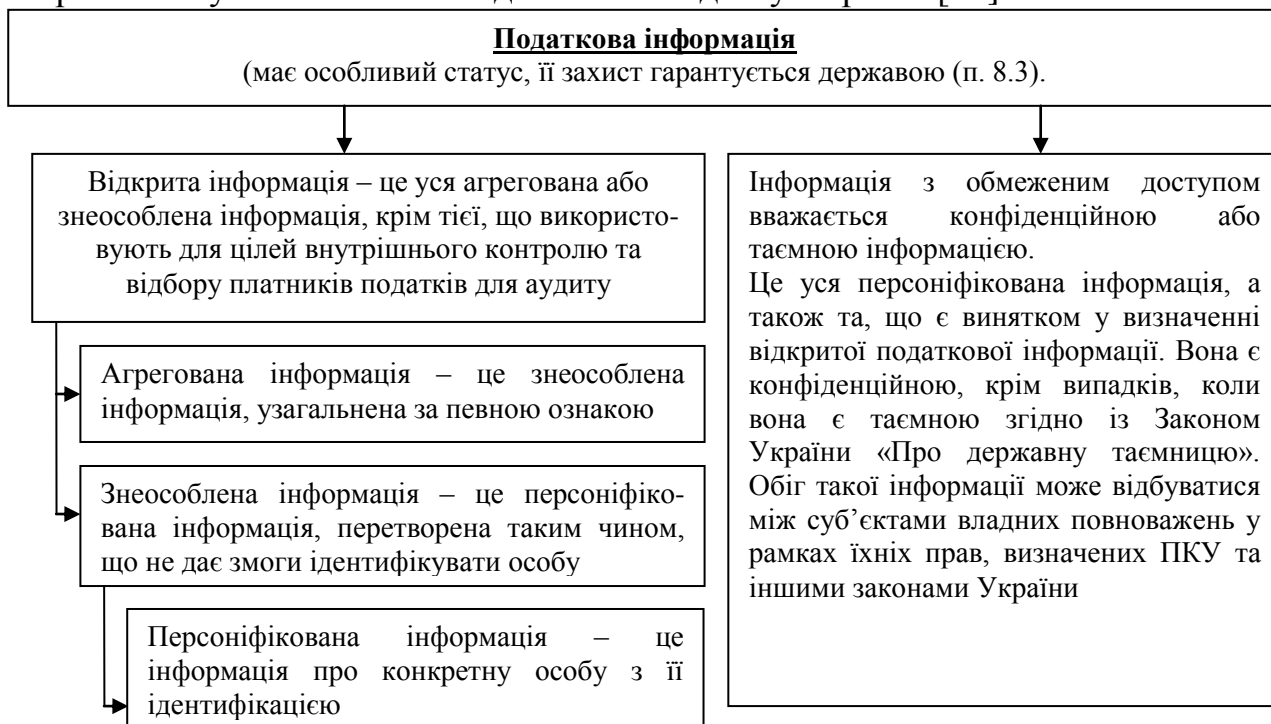 Податкова інформація
(має особливий статус, її захист гарантується державою (п. 8.3).
Відкрита інформація – це уся агрегована або
знеособлена інформація, крім тієї, що використо-
вують для цілей внутрішнього контролю та
відбору платників податків для аудиту
Агрегована інформація – це знеособлена
інформація, узагальнена за певною ознакою
Знеособлена інформація – це персоніфіко-
вана інформація, перетворена таким чином,
що не дає змоги ідентифікувати особу
Персоніфікована інформація – це
інформація про конкретну особу з її
ідентифікацією
Інформація з обмеженим доступом
вважається конфіденційною або
таємною інформацією.
Це уся персоніфікована інформація, а
також та, що є винятком у визначенні
відкритої податкової інформації. Вона є
конфіденційною, крім випадків, коли
вона є таємною згідно із Законом
України «Про державну таємницю».
Обіг такої інформації може відбуватися
між суб’єктами владних повноважень у
рамках їхніх прав, визначених ПКУ та
іншими законами України